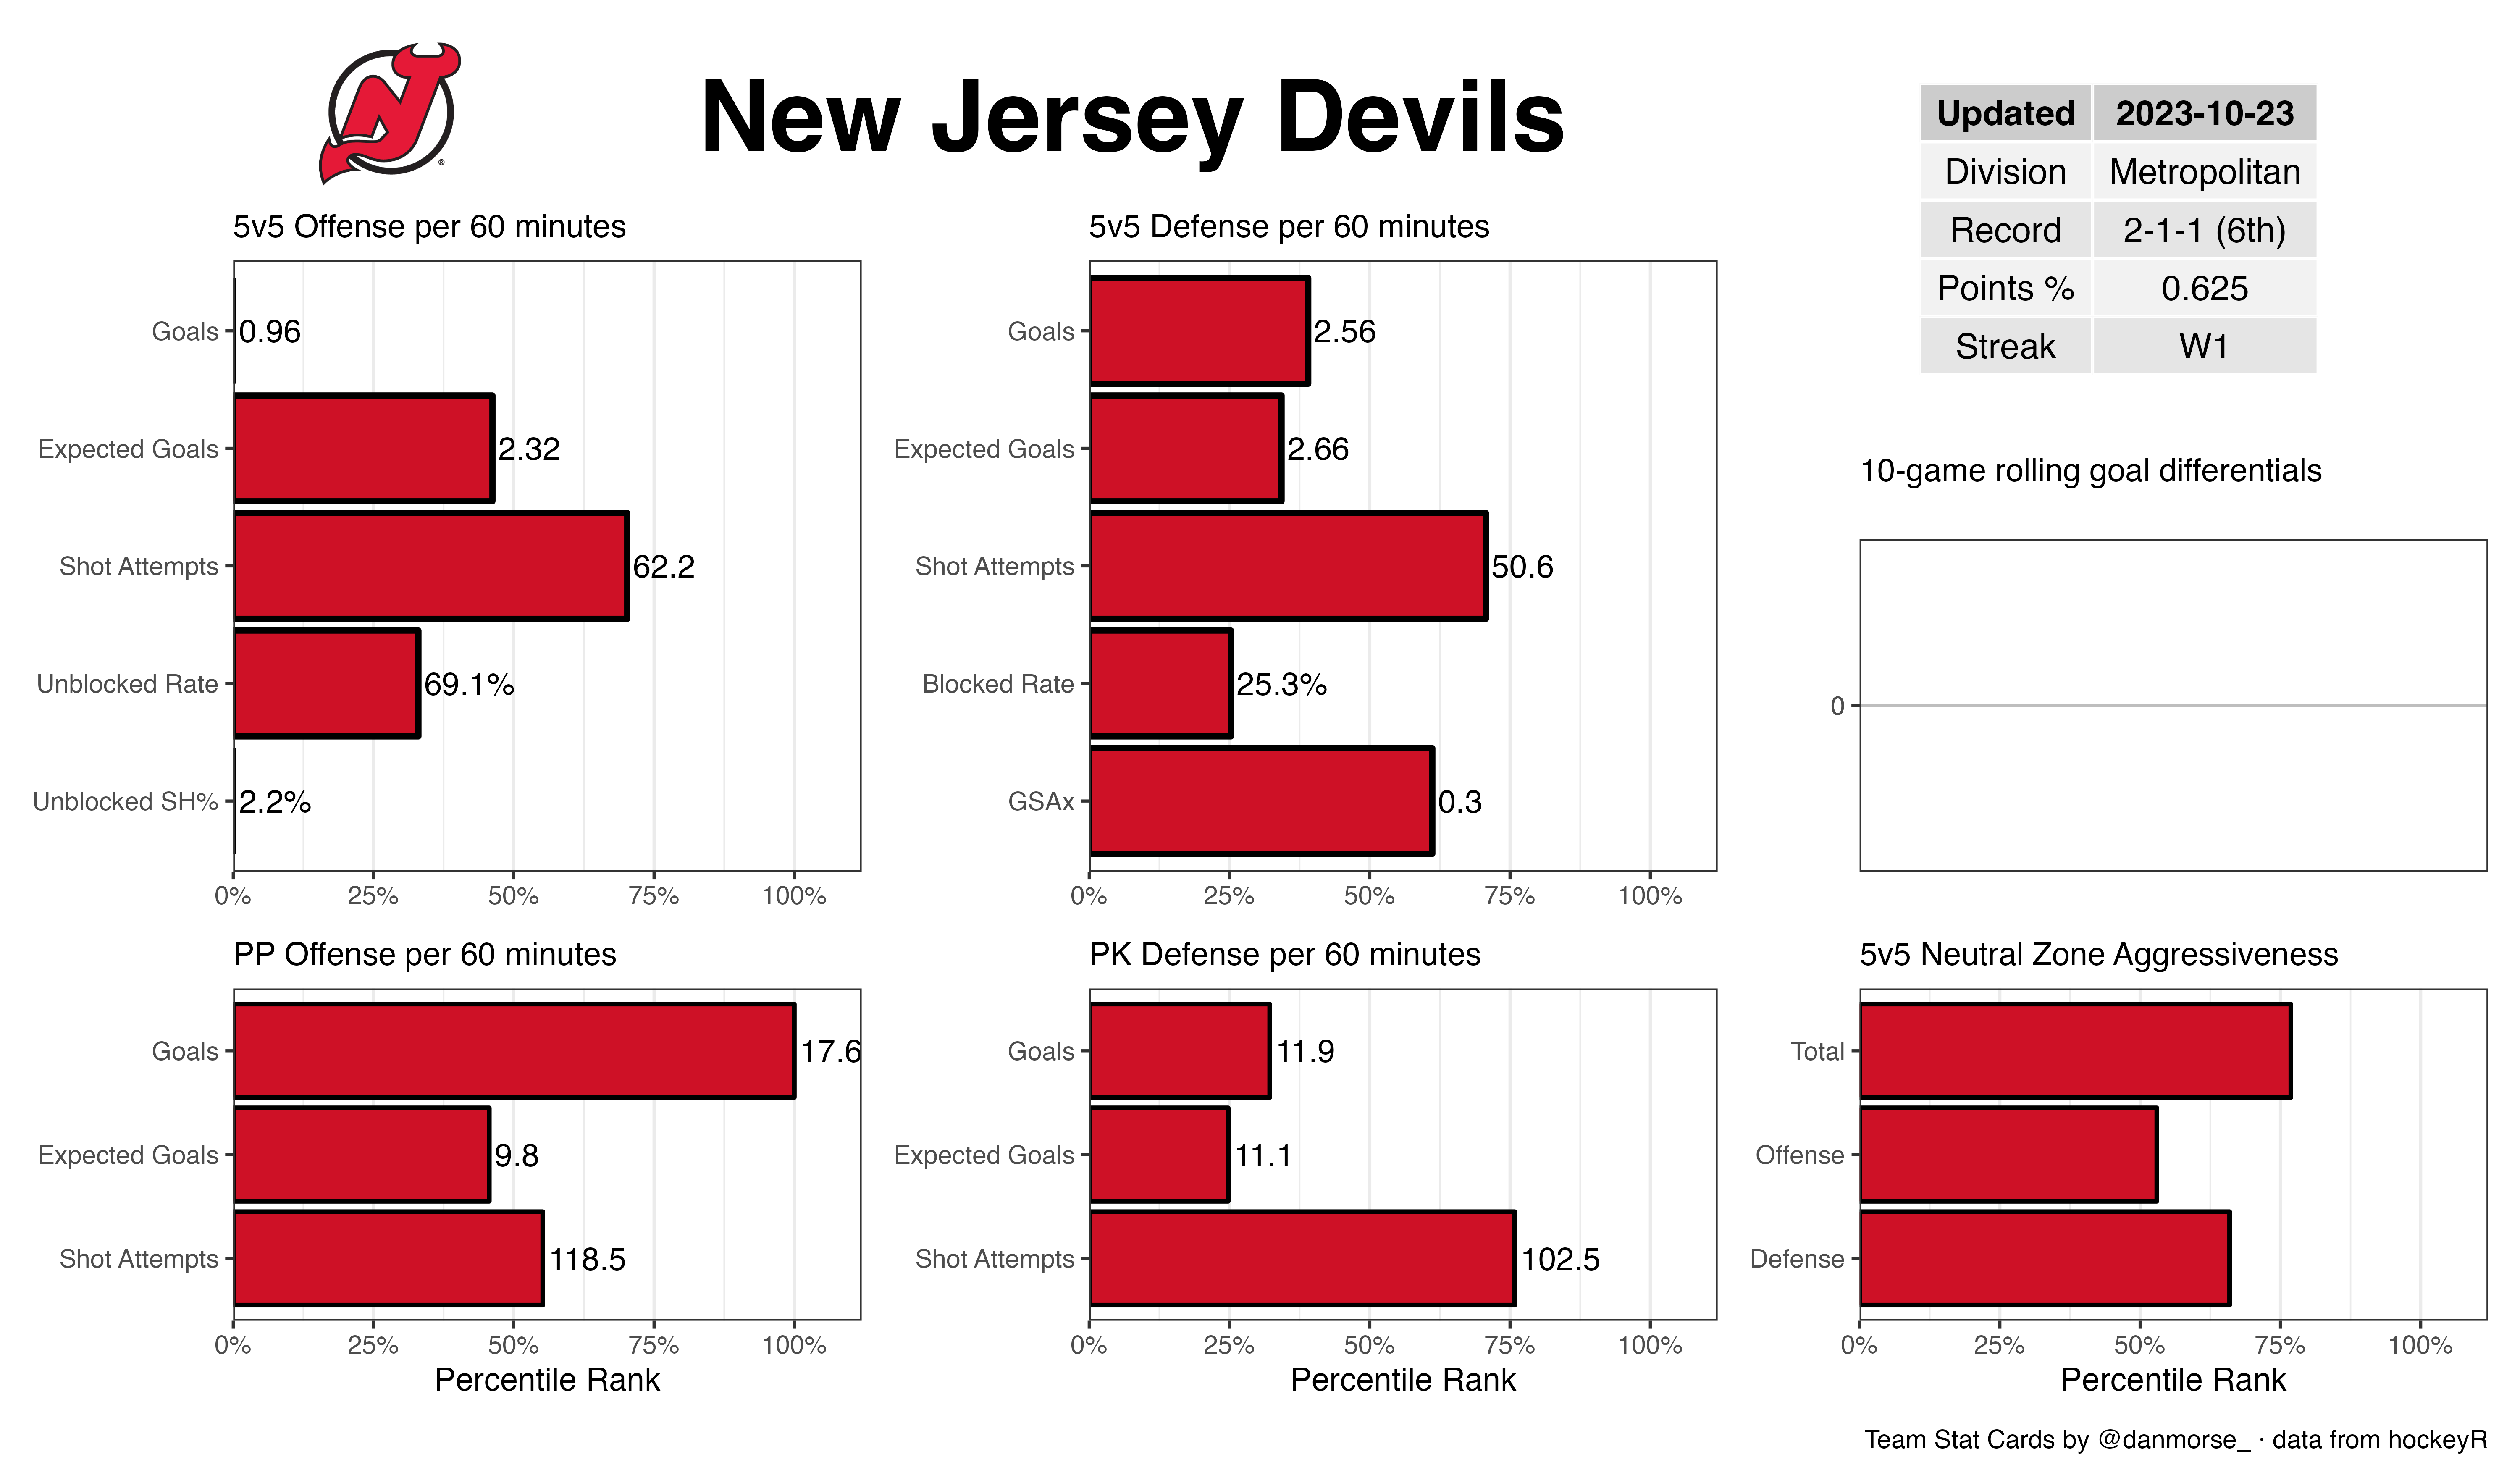 New Jersey Devils
Updated 2023-10-23
Division Metropolitan
Record 2-1-1 (6th)
Points % 0.625
Streak W1
5v5 Offense per 60 minutes
Goals 0.96
Expected Goals 2.32
Shot Attempts 62.2
Unblocked Rate 69.1%
Unblocked SH% 2.2%
0% 25% 50% 75% 100%
5v5 Defense per 60 minutes
Goals 2.56
Expected Goals 2.66
Shot Attempts 50.6
Blocked Rate 25.3%
GSAx 0.3
0% 25% 50% 75% 100%
10-game rolling goal differentials
0
PP Offense per 60 minutes
Goals 17.6
Expected Goals 9.8
Shot Attempts 118.5
0% 25% 50% 75% 100%
Percentile Rank
PK Defense per 60 minutes
Goals 11.9
Expected Goals 11.1
Shot Attempts 102.5
0% 25% 50% 75% 100%
Percentile Rank
5v5 Neutral Zone Aggressiveness
Total
Offense
Defense
0% 25% 50% 75% 100%
Percentile Rank
Team Stat Cards by @danmorse_ · data from hockeyR